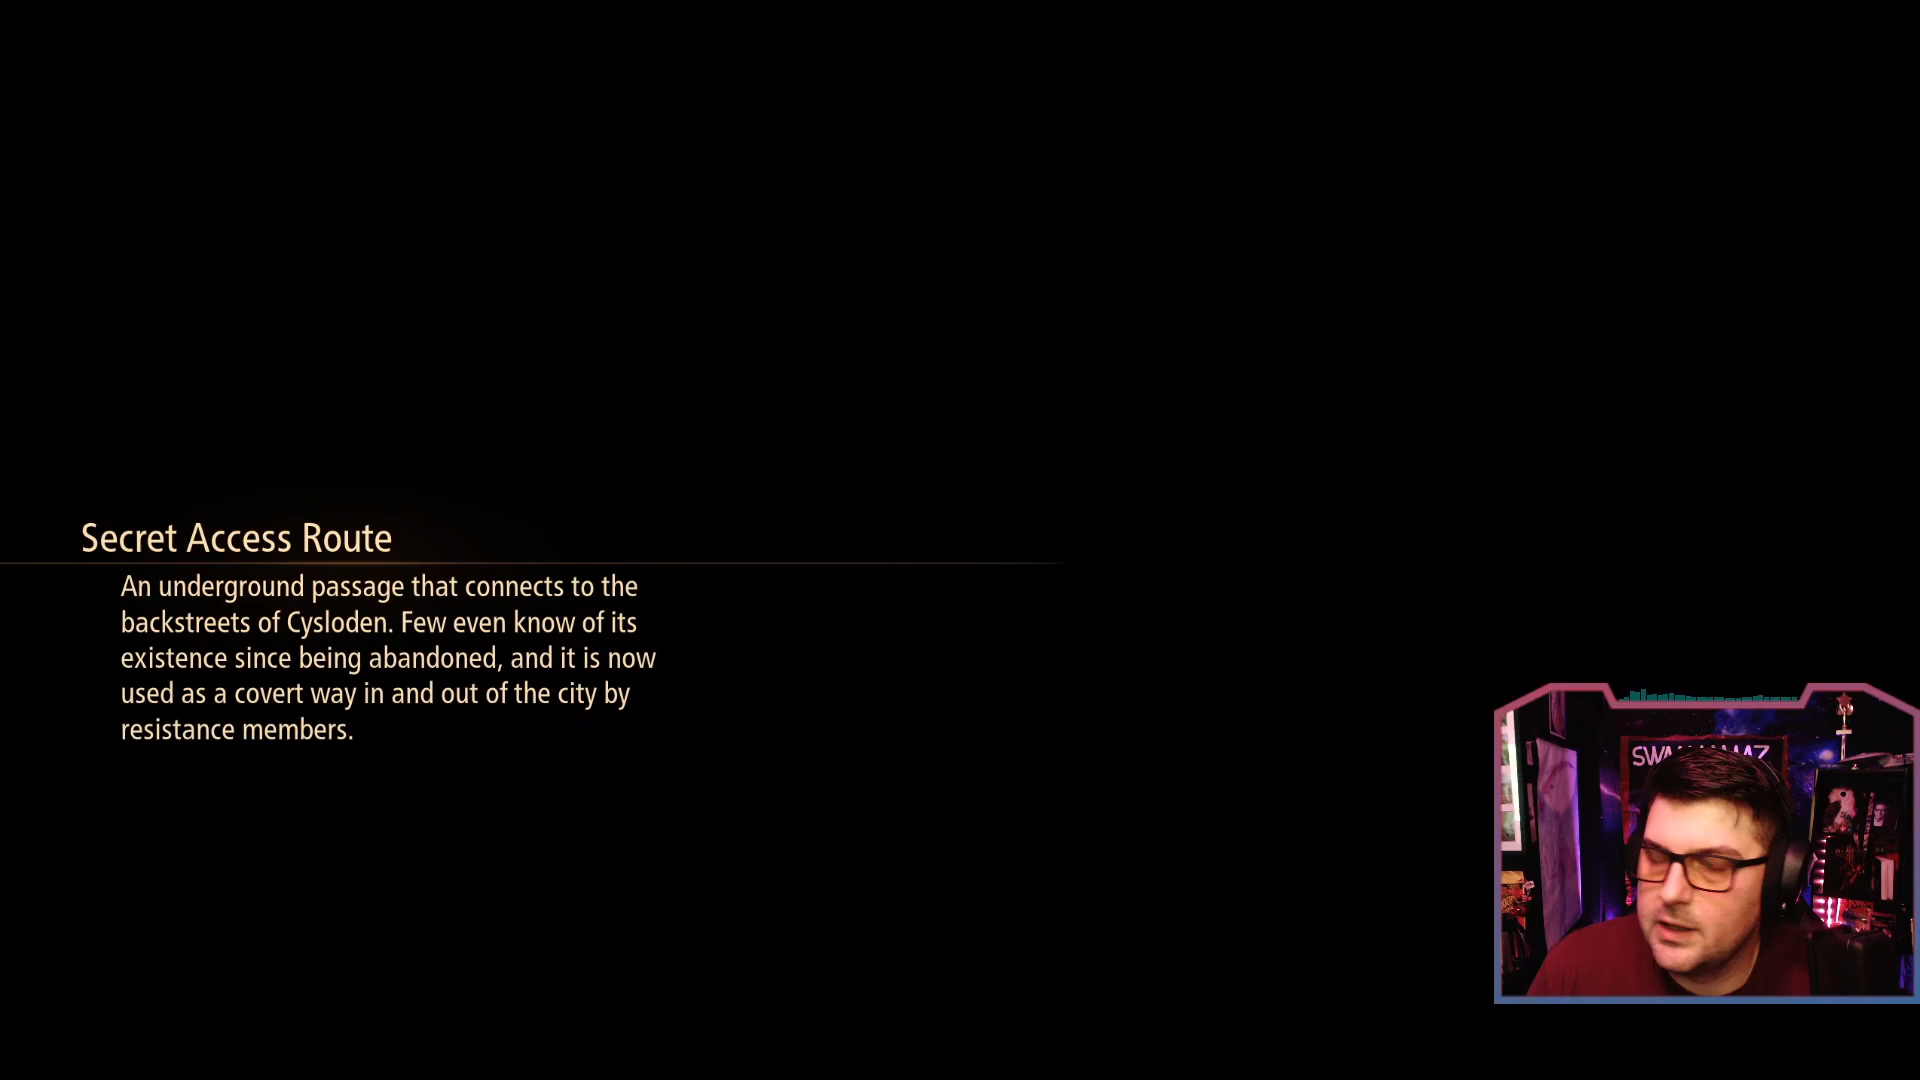 Secret Access Route
An underground passage that connects to the
backstreets of Cysloden. Few even know of its
existence since being abandoned, and it is now
used as a covert way in and out of the city by
resistance members.